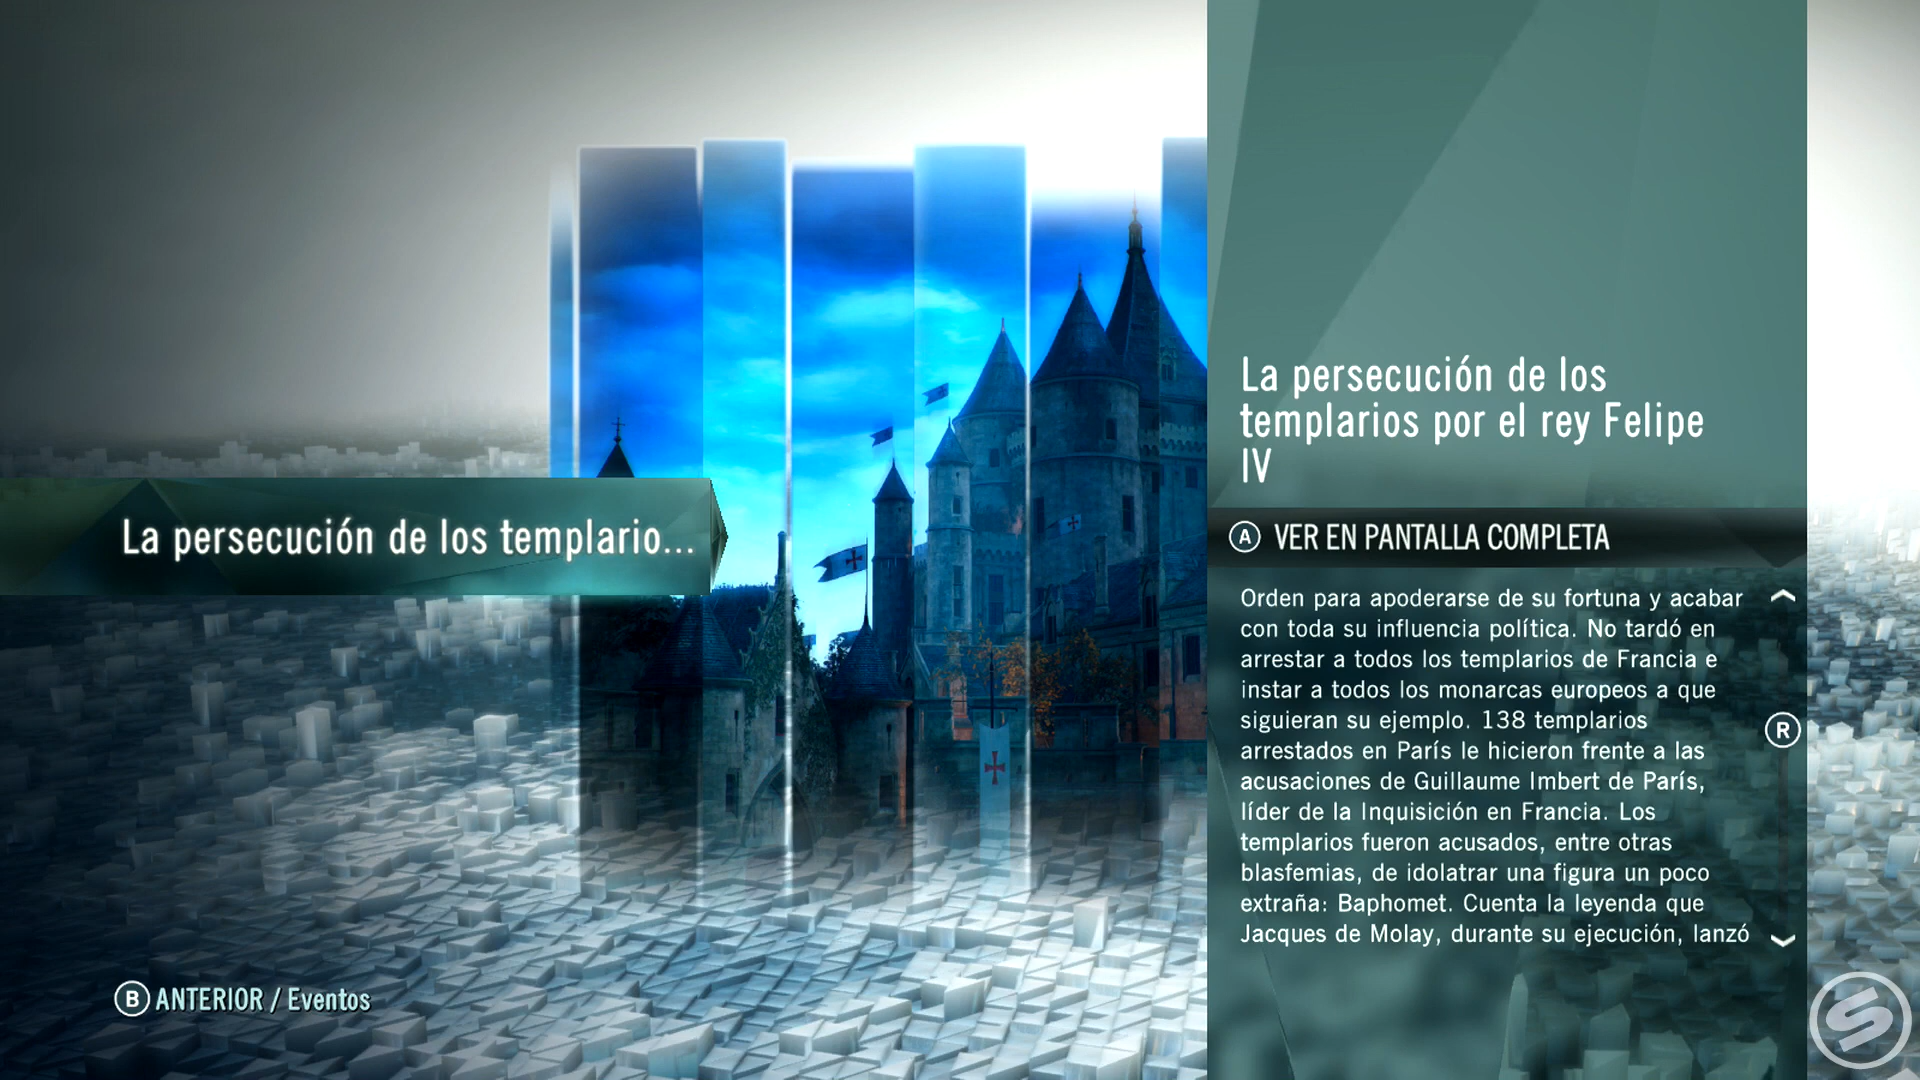 La persecución de los templario...
La persecución de los
templarios por el rey Felipe
IV
A VER EN PANTALLA COMPLETA
Orden para apoderarse de su fortuna y acabar
con toda su influencia política. No tardó en
arrestar a todos los templarios de Francia e
instar a todos los monarcas europeos a que
siguieran su ejemplo. 138 templarios
arrestados en París le hicieron frente a las
acusaciones de Guillaume Imbert de París,
líder de la Inquisición en Francia. Los
templarios fueron acusados, entre otras
blasfemias, de idolatrar una figura un poco
extraña: Baphomet. Cuenta la leyenda que
Jacques de Molay, durante su ejecución, lanzó
R
B ANTERIOR / Eventos